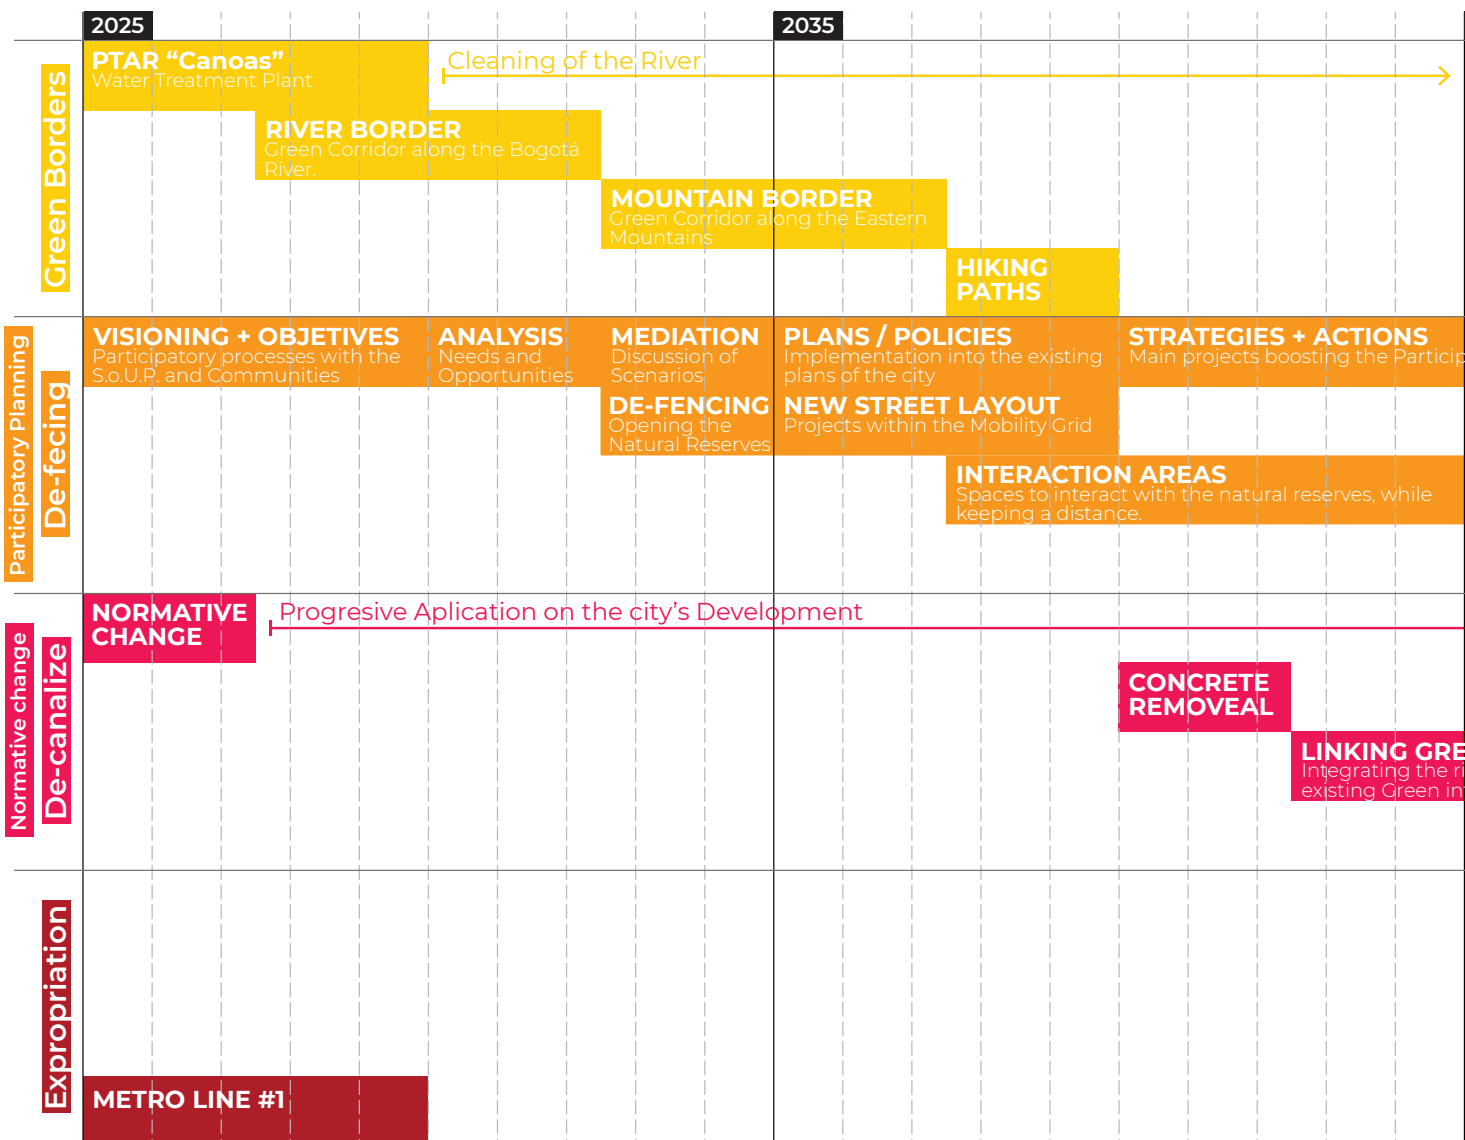 2025
2035
Green Borders
PTAR “Canoas”
Water Treatment Plant
Cleaning of the River
RIVER BORDER
Green Corridor along the Bogotá
River.
MOUNTAIN BORDER
Green Corridor along the Eastern
Mountains
HIKING
PATHS
Participatory Planning
De-fecing
VISIONING + OBJETIVES
Participatory processes with the
S.o.U.P. and Communities
ANALYSIS
Needs and
Opportunities
MEDIATION
Discussion of
Scenarios
PLANS / POLICIES
Implementation into the existing
plans of the city
STRATEGIES + ACTIONS
Main projects boosting the Particip
DE-FENCING
Opening the
Natural Reserves
NEW STREET LAYOUT
Projects within the Mobility Grid
INTERACTION AREAS
Spaces to interact with the natural reserves, while
keeping a distance.
Normative change
De-canalize
NORMATIVE
CHANGE
Progresive Aplication on the city’s Development
CONCRETE
REMOVEAL
LINKING GRE
Integrating the ri
existing Green in
Expropriation
METRO LINE #1